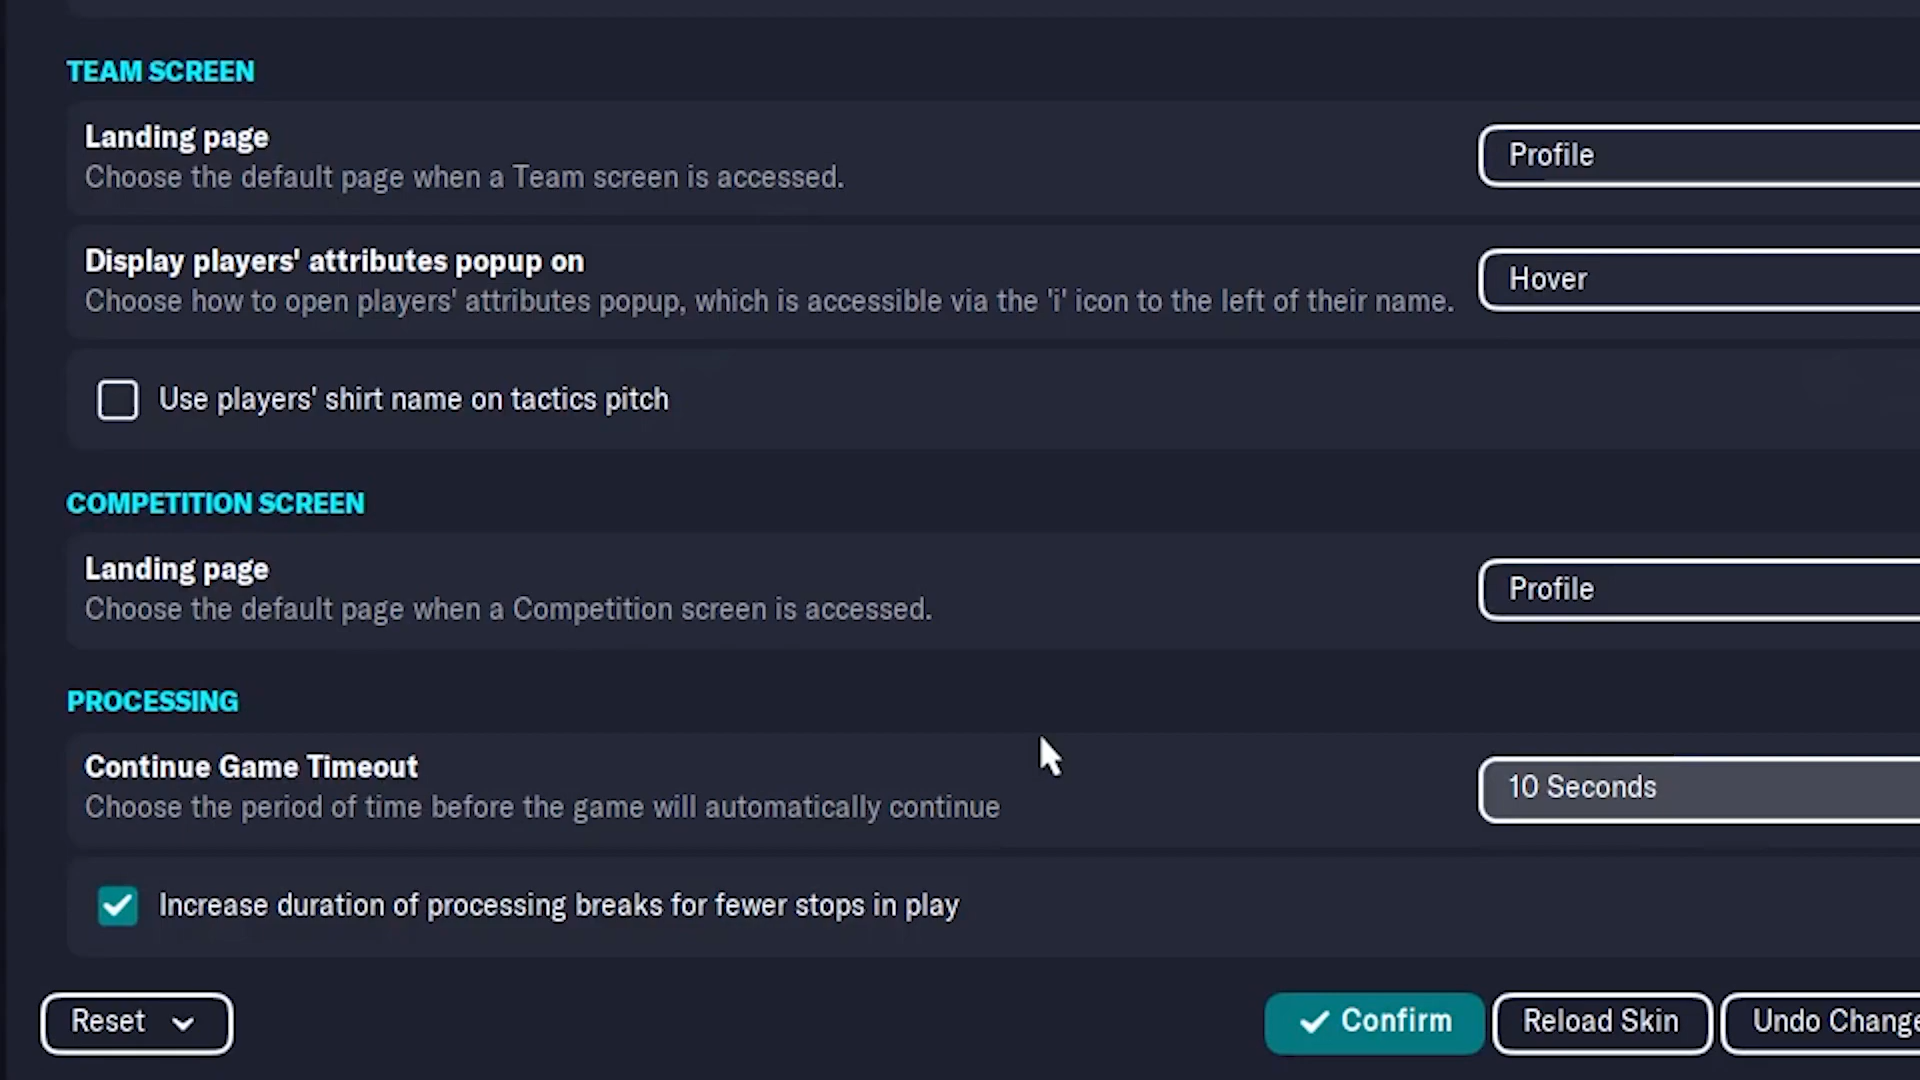 TEAM SCREEN
Landing page
Choose the default page when a Team screen is accessed.
Profile
Display players' attributes popup on
Choose how to open players' attributes popup, which is accessible via the 'i' icon to the left of their name.
Hover
Use players' shirt name on tactics pitch
COMPETITION SCREEN
Landing page
Choose the default page when a Competition screen is accessed.
Profile
PROCESSING
Continue Game Timeout
Choose the period of time before the game will automatically continue
10 Seconds
Increase duration of processing breaks for fewer stops in play
Reset
Confirm
Reload Skin
Undo Change